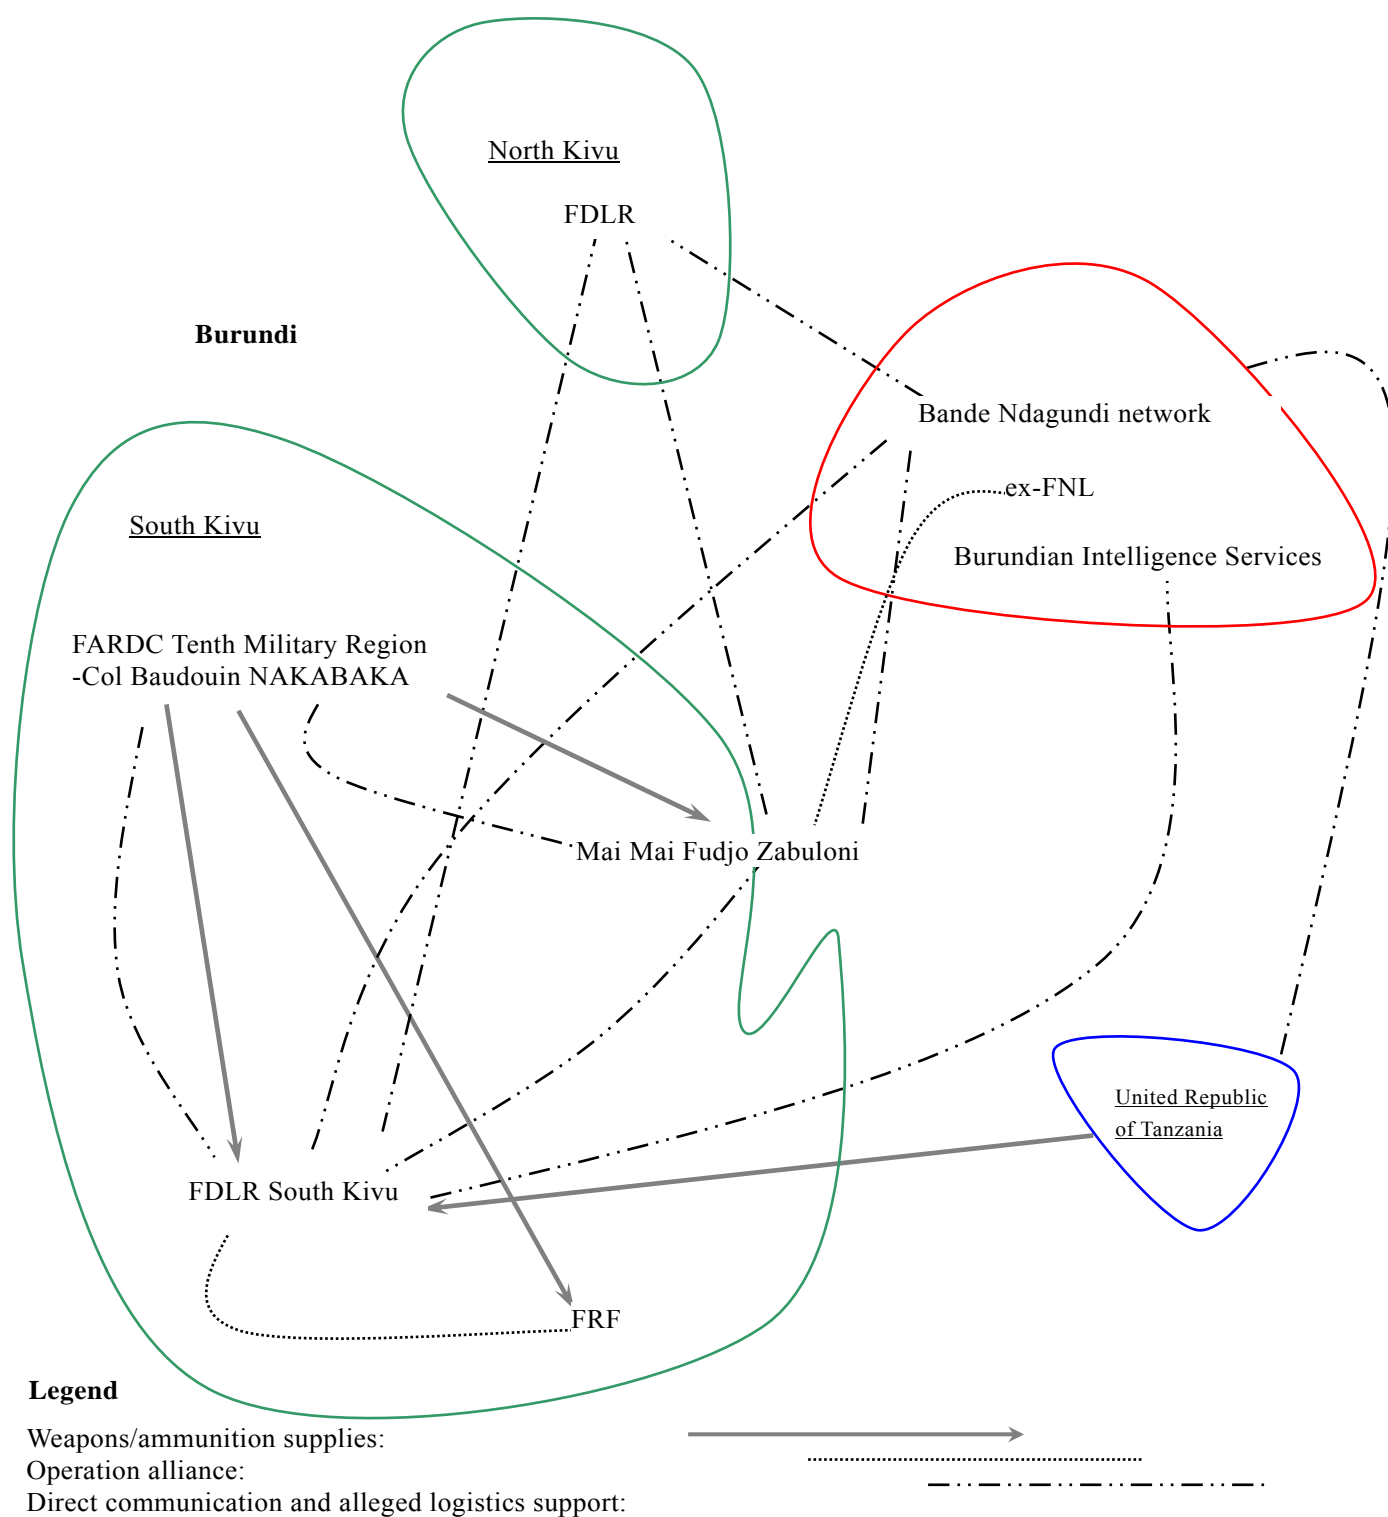 North Kivu
FDLR
Burundi
Bande Ndagundi network
ex-FNL
Burundian Intelligence Services
South Kivu
FARDC Tenth Military Region
-Col Baudouin NAKABAKA
Mai Mai Fudjo Zabuloni
United Republic
of Tanzania
FDLR South Kivu
FRF
Legend
Weapons/ammunition supplies:
Operation alliance:
Direct communication and alleged logistics support: